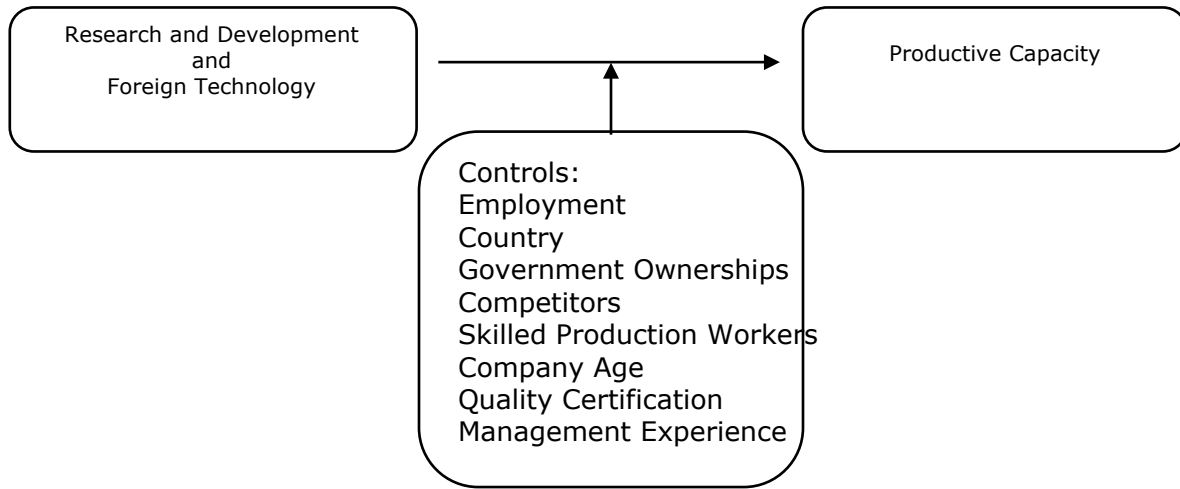 Research and Development
and
Foreign Technology
Productive Capacity
Controls:
Employment
Country
Government Ownerships
Competitors
Skilled Production Workers
Company Age
Quality Certification
Management Experience